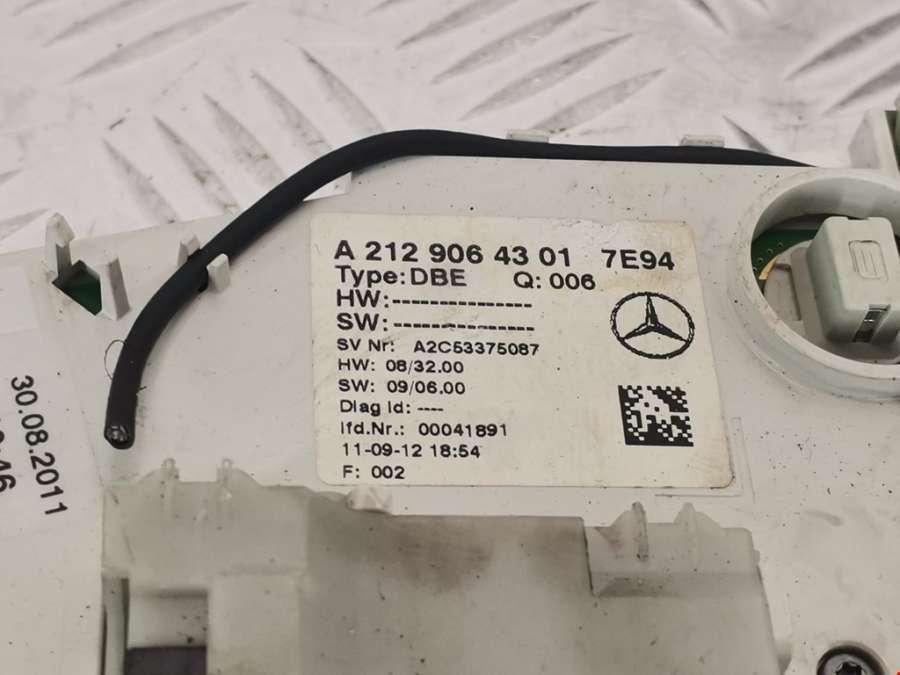 A 212 906 43 01 7E94
Type:DBE Q: 006
HW:----------------
SW:----------------
SV Nr: A2C53375087
HW: 08/32.00
SW: 09/06.00
Diag Id: ----
lfd.Nr.: 00041891
11-09-12 18:54
F: 002
30.08.2011